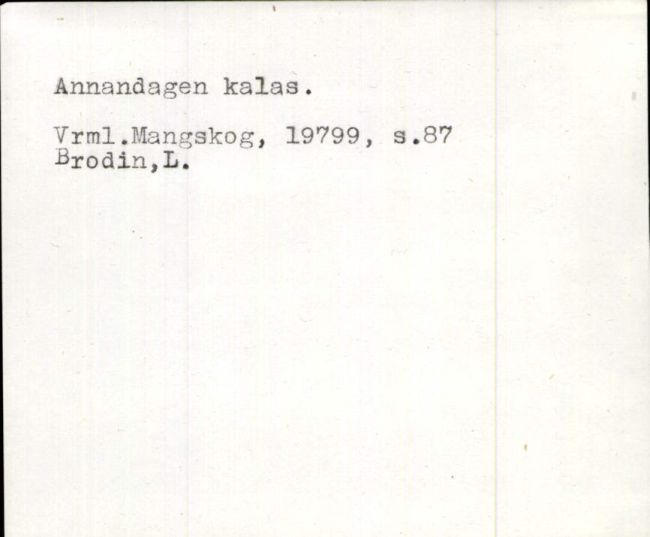 Annandagen kalas.
Vrml.Mangskog, 19799, s.87
Brodin,L.